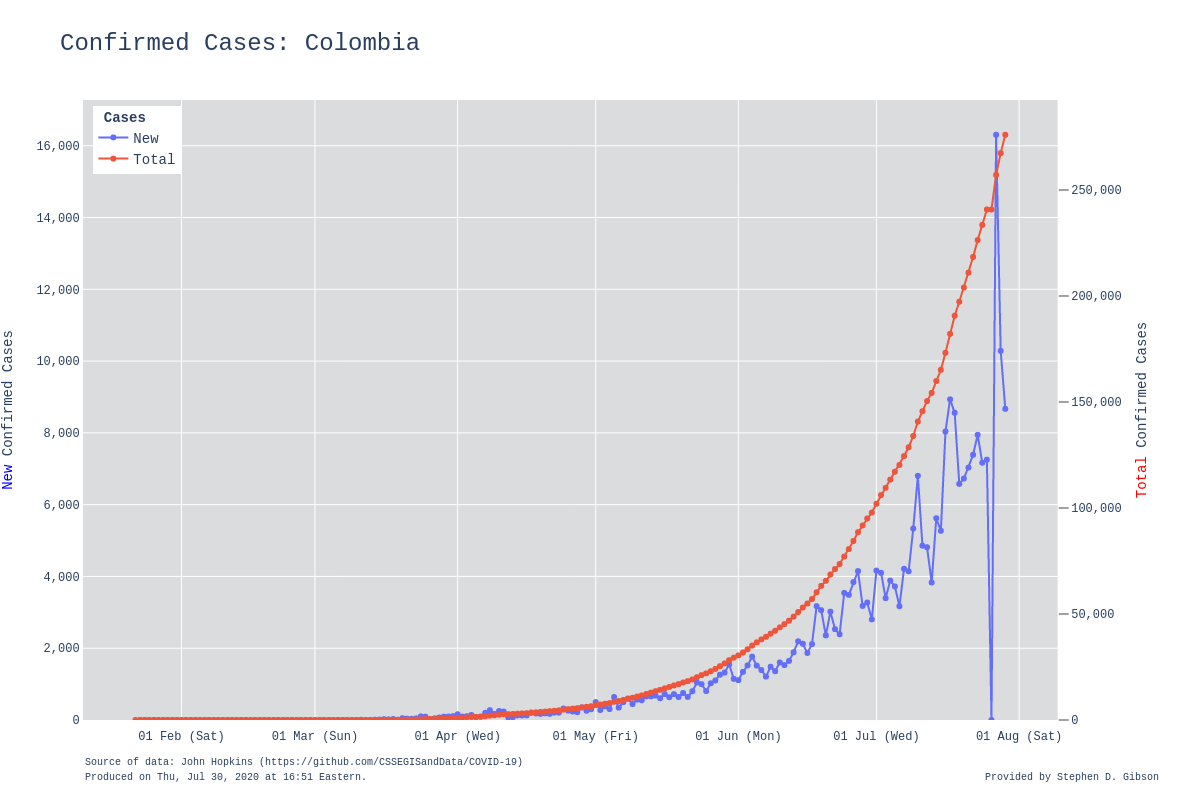 Confirmed Cases: Colombia
Cases
New
Total
16,000
14,000
12,000
10,000
8,000
6,000
4,000
2,000
0
New Confirmed Cases
250,000
200,000
150,000
100,000
50,000
0
Total Confirmed Cases
01 Feb (Sat)
01 Mar (Sun)
01 Apr (Wed)
01 May (Fri)
01 Jun (Mon)
01 Jul (Wed)
01 Aug (Sat)
Source of data: John Hopkins (https://github.com/CSSEGISandData/COVID-19)
Produced on Thu, Jul 30, 2020 at 16:51 Eastern.
Provided by Stephen D. Gibson